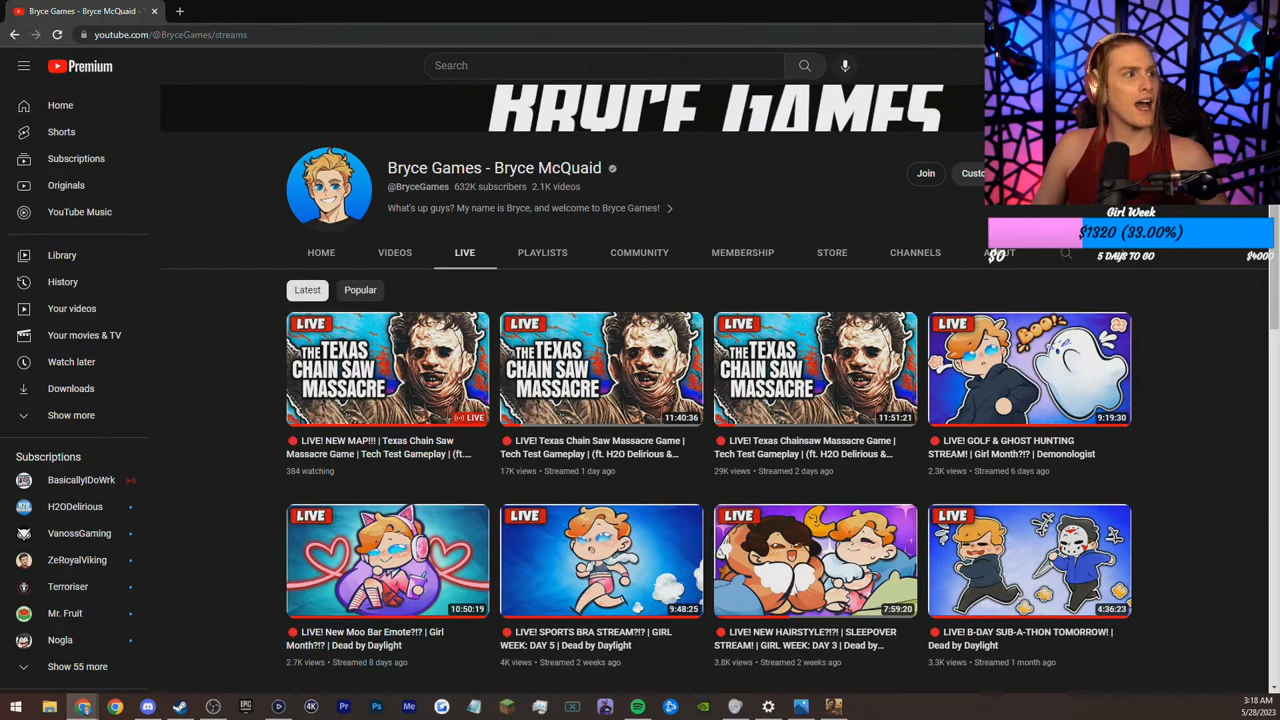 Bryce Games - Bryce McQuaid -
youtube.com/@BryceGames/streams
Premium
Search
BRYCE GAMES
Home
Shorts
Subscriptions
Originals
YouTube Music
Library
History
Your videos
Your movies & TV
Watch later
Downloads
Show more
Subscriptions
BasicallyIDoWrk
H2ODelirious
VanossGaming
ZeRoyalViking
Terroriser
Mr. Fruit
Nogla
Show 55 more
Bryce Games - Bryce McQuaid
@BryceGames 632K subscribers 2.1K videos
What's up guys? My name is Bryce, and welcome to Bryce Games!
Join
Custo
Girl Week
$1320 (33.00%)
$0 5 DAYS TO GO $4000
HOME VIDEOS LIVE PLAYLISTS COMMUNITY MEMBERSHIP STORE CHANNELS ABOUT
Latest Popular
LIVE
THE TEXAS
CHAIN SAW
MASSACRE
LIVE
LIVE! NEW MAP!!! | Texas Chain Saw
Massacre Game | Tech Test Gameplay | (ft....
384 watching
LIVE
THE TEXAS
CHAIN SAW
MASSACRE
11:40:36
LIVE! Texas Chain Saw Massacre Game |
Tech Test Gameplay | (ft. H2O Delirious &...
17K views • Streamed 1 day ago
LIVE
THE TEXAS
CHAIN SAW
MASSACRE
11:51:21
LIVE! Texas Chainsaw Massacre Game |
Tech Test Gameplay | (ft. H2O Delirious &...
29K views • Streamed 2 days ago
LIVE
BOO!
9:19:30
LIVE! GOLF & GHOST HUNTING
STREAM! | Girl Month?!? | Demonologist
2.3K views • Streamed 6 days ago
LIVE
10:50:19
LIVE! New Moo Bar Emote?!? | Girl
Month?!? | Dead by Daylight
2.7K views • Streamed 8 days ago
LIVE
9:48:25
LIVE! SPORTS BRA STREAM?!? | GIRL
WEEK: DAY 5 | Dead by Daylight
4K views • Streamed 2 weeks ago
LIVE
7:59:20
LIVE! NEW HAIRSTYLE?!?! | SLEEPOVER
STREAM! | GIRL WEEK: DAY 3 | Dead by...
3.8K views • Streamed 2 weeks ago
LIVE
4:36:23
LIVE! B-DAY SUB-A-THON TOMORROW! |
Dead by Daylight
3.3K views • Streamed 1 month ago
EPIC
GAMES
4K
Pr
Ps
Me
3:18 AM
5/28/2023